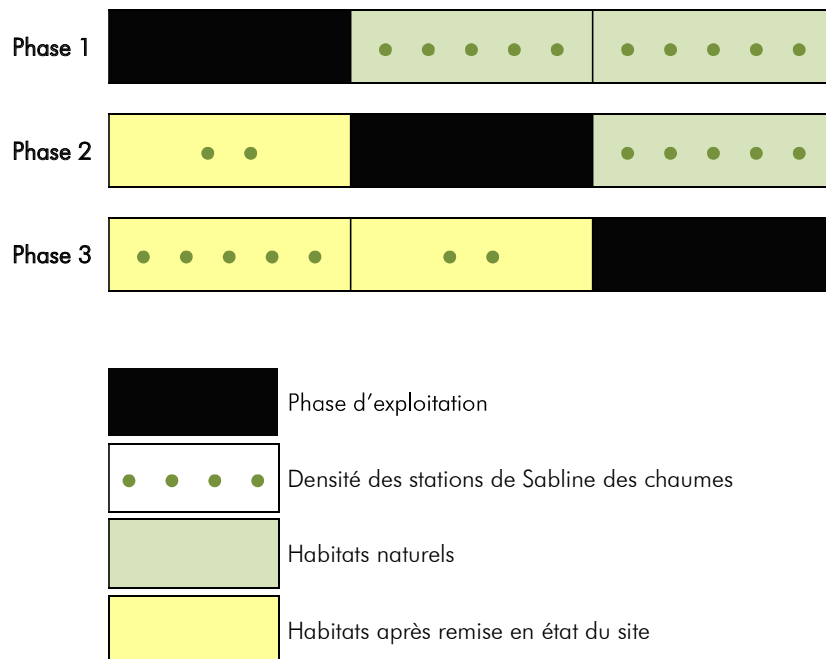 Phase 1
Phase 2
Phase 3
Phase d'exploitation
Densité des stations de Sabline des chaumes
Habitats naturels
Habitats après remise en état du site